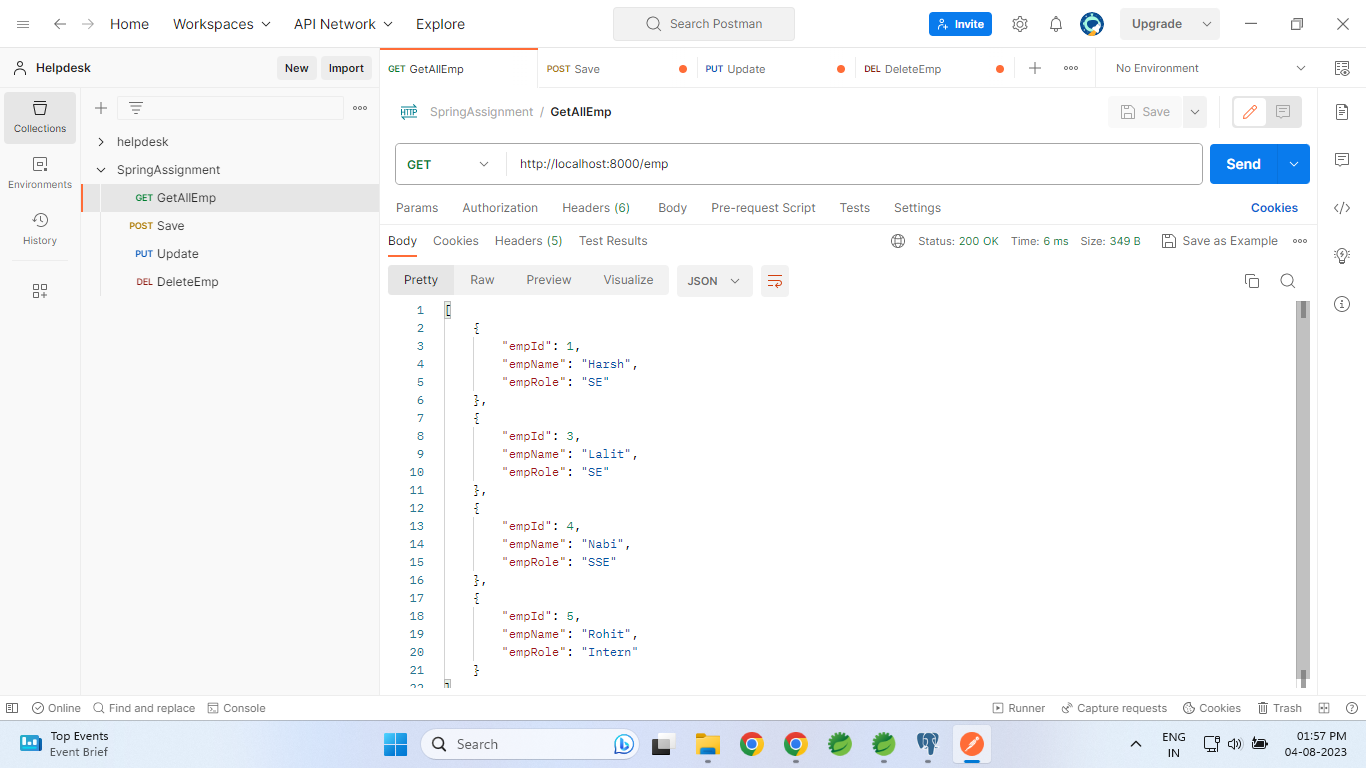 Home Workspaces API Network Explore Search Postman Invite Upgrade
Helpdesk New Import
GET GetAllEmp POST Save PUT Update DEL DeleteEmp No Environment
Collections
Environments
History
helpdesk
SpringAssignment
GET GetAllEmp
POST Save
PUT Update
DEL DeleteEmp
HTTP SpringAssignment / GetAllEmp Save
GET http://localhost:8000/emp Send
Params Authorization Headers (6) Body Pre-request Script Tests Settings Cookies
Body Cookies Headers (5) Test Results Status: 200 OK Time: 6 ms Size: 349 B Save as Example
Pretty Raw Preview Visualize JSON
1 [
2 {
3 "empId": 1,
4 "empName": "Harsh",
5 "empRole": "SE"
6 },
7 {
8 "empId": 3,
9 "empName": "Lalit",
10 "empRole": "SE"
11 },
12 {
13 "empId": 4,
14 "empName": "Nabi",
15 "empRole": "SSE"
16 },
17 {
18 "empId": 5,
19 "empName": "Rohit",
20 "empRole": "Intern"
21 }
22 ]
Online Find and replace Console Runner Capture requests Cookies Trash
Top Events
Event Brief
Search
ENG
IN
01:57 PM
04-08-2023